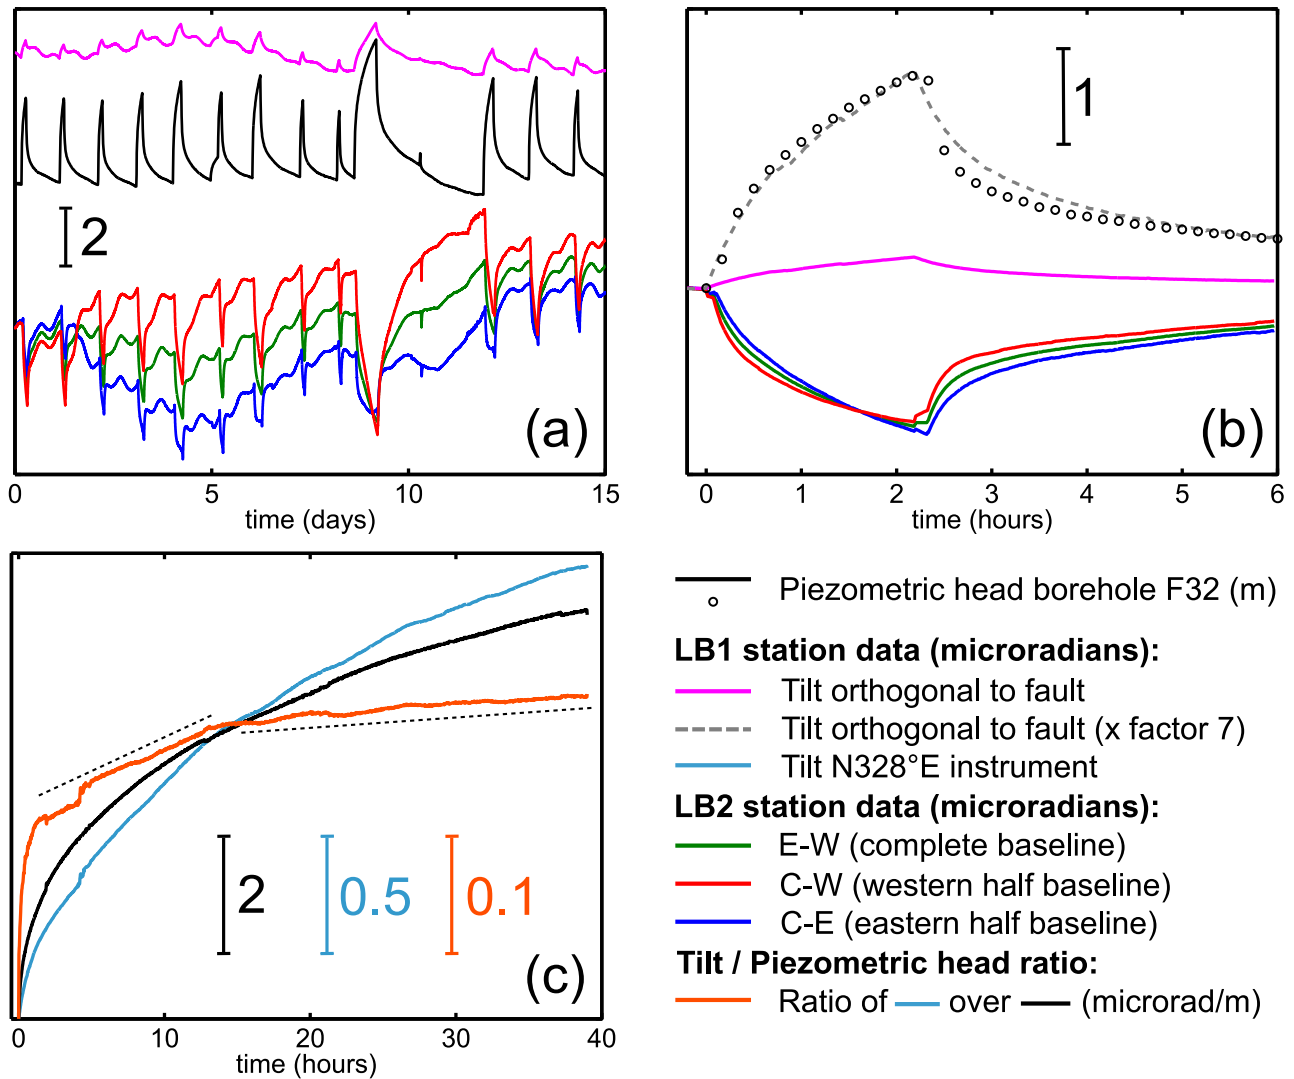 2
(a)
0 5 10 15
time (days)
1
(b)
0 1 2 3 4 5 6
time (hours)
2 0.5 0.1
(c)
0 10 20 30 40
time (hours)
Piezometric head borehole F32 (m)
LB1 station data (microradians):
Tilt orthogonal to fault
Tilt orthogonal to fault (x factor 7)
Tilt N328°E instrument
LB2 station data (microradians):
E-W (complete baseline)
C-W (western half baseline)
C-E (eastern half baseline)
Tilt / Piezometric head ratio:
Ratio of over (microrad/m)